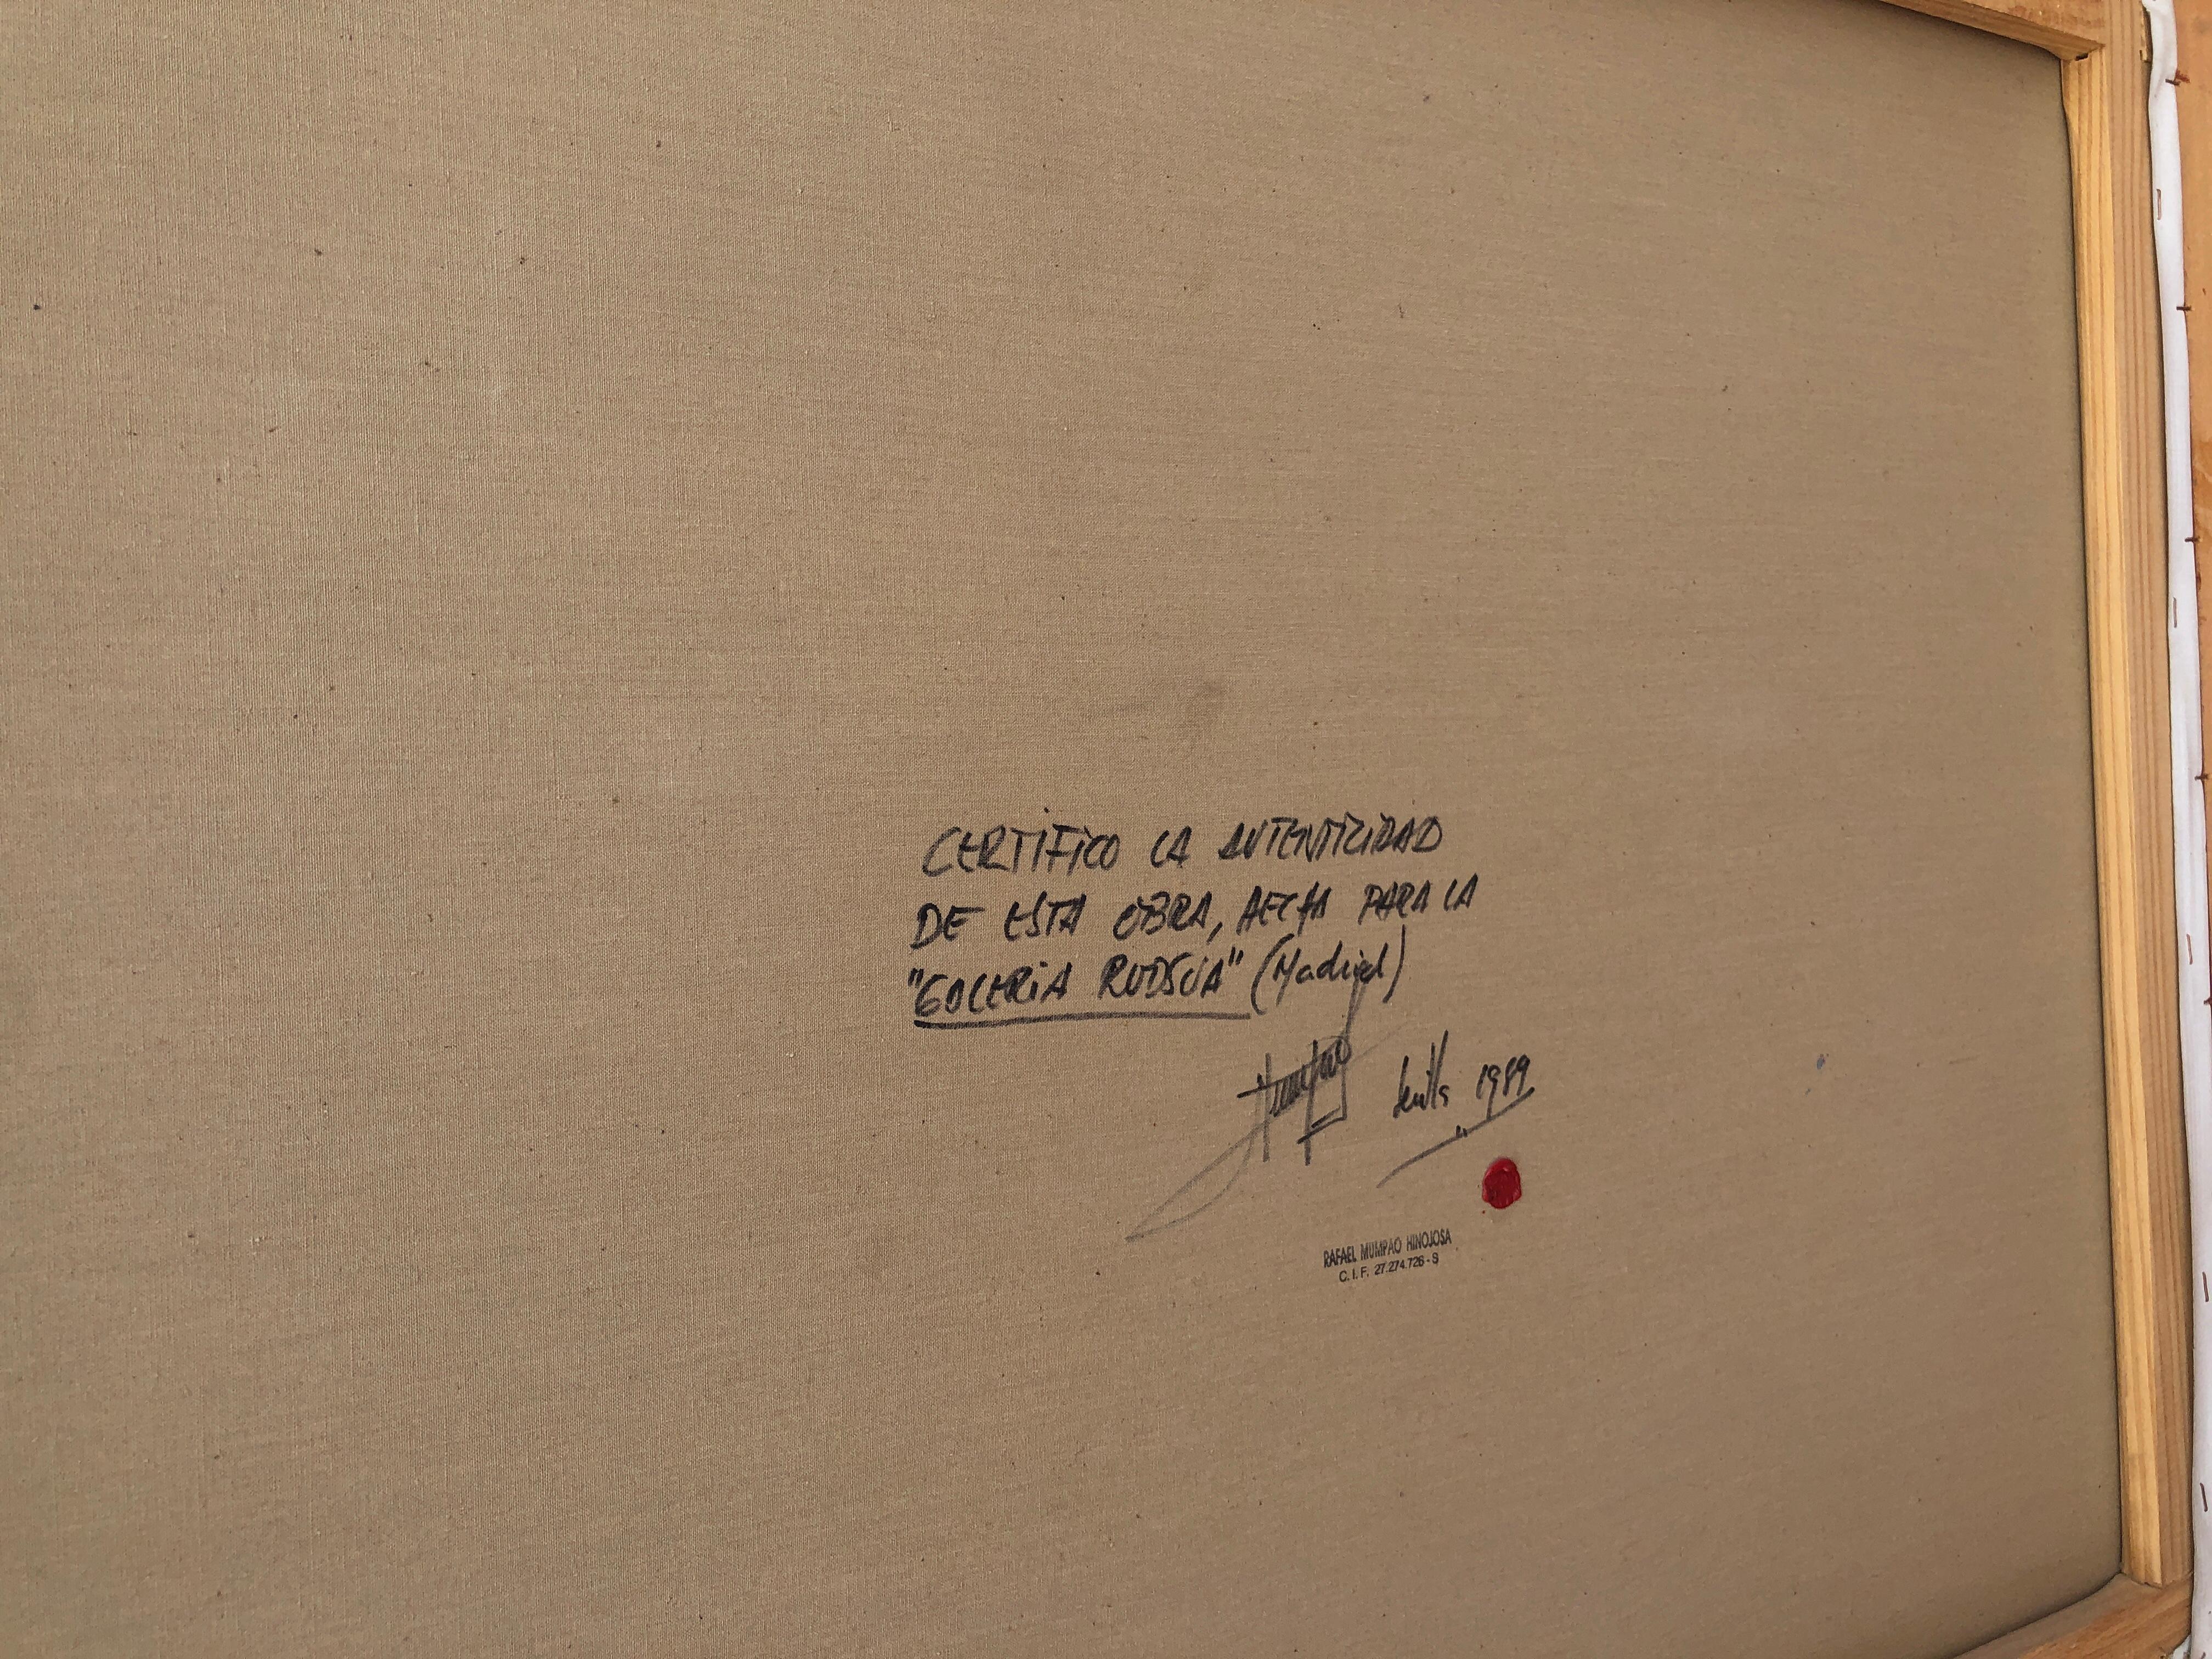 CERTIFICO LA AUTENTICIDAD
DE ESTA OBRA, HECHA PARA LA
"GALERIA (Madrid)
Sevilla 1989
RAFAEL MUMPAO HINOJOSA
C.I.F. 27.274.726-S